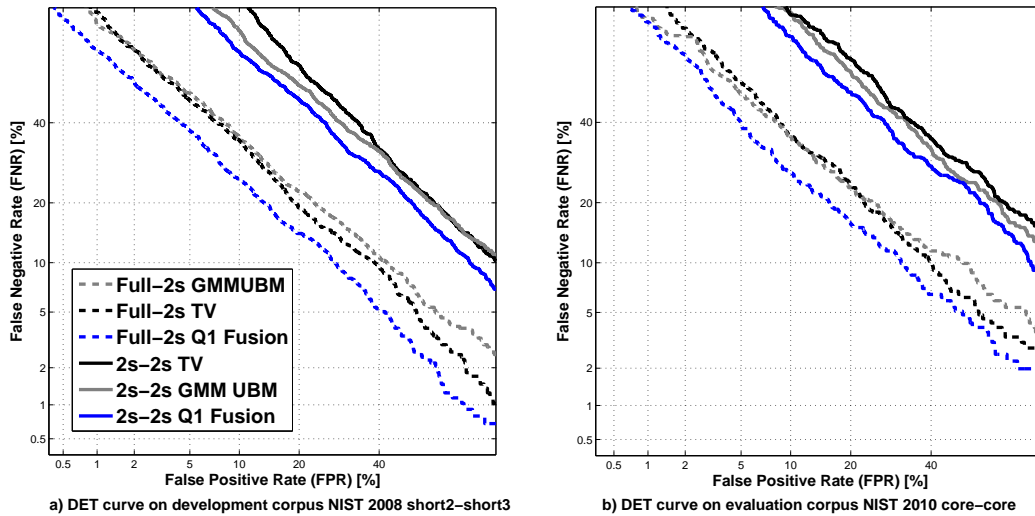 False Negative Rate (FNR) [%]
40
20
10
5
2
1
0.5
Full−2s GMMUBM
Full−2s TV
Full−2s Q1 Fusion
2s−2s TV
2s−2s GMM UBM
2s−2s Q1 Fusion
0.5 1 2 5 10 20 40
False Positive Rate (FPR) [%]
a) DET curve on development corpus NIST 2008 short2−short3
False Negative Rate (FNR) [%]
40
20
10
5
2
1
0.5
0.5 1 2 5 10 20 40
False Positive Rate (FPR) [%]
b) DET curve on evaluation corpus NIST 2010 core−core